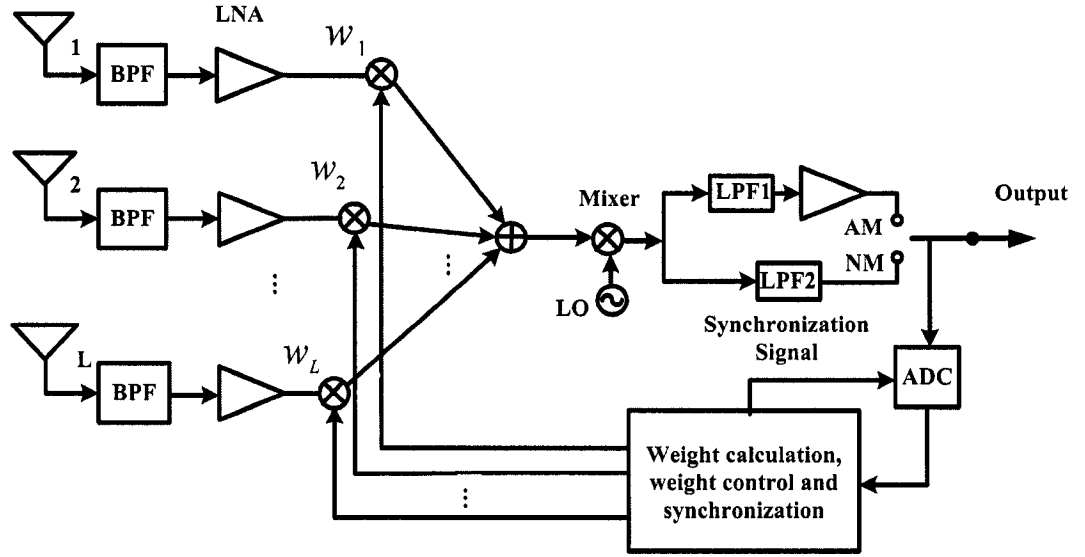 LNA
1
BPF
w1
2
BPF
w2
Mixer
LPF1
AM
Output
NM
LPF2
LO
...
...
Synchronization
Signal
L
BPF
wL
ADC
Weight calculation,
weight control and
synchronization
...